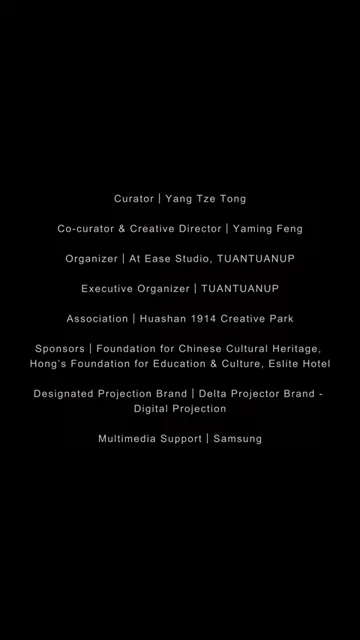 Curator | Yang Tze Tong
Co-curator & Creative Director | Yaming Feng
Organizer | At Ease Studio, TUANTUANUP
Executive Organizer | TUANTUANUP
Association | Huashan 1914 Creative Park
Sponsors | Foundation for Chinese Cultural Heritage,
Hong's Foundation for Education & Culture, Eslite Hotel
Designated Projection Brand | Delta Projector Brand -
Digital Projection
Multimedia Support | Samsung